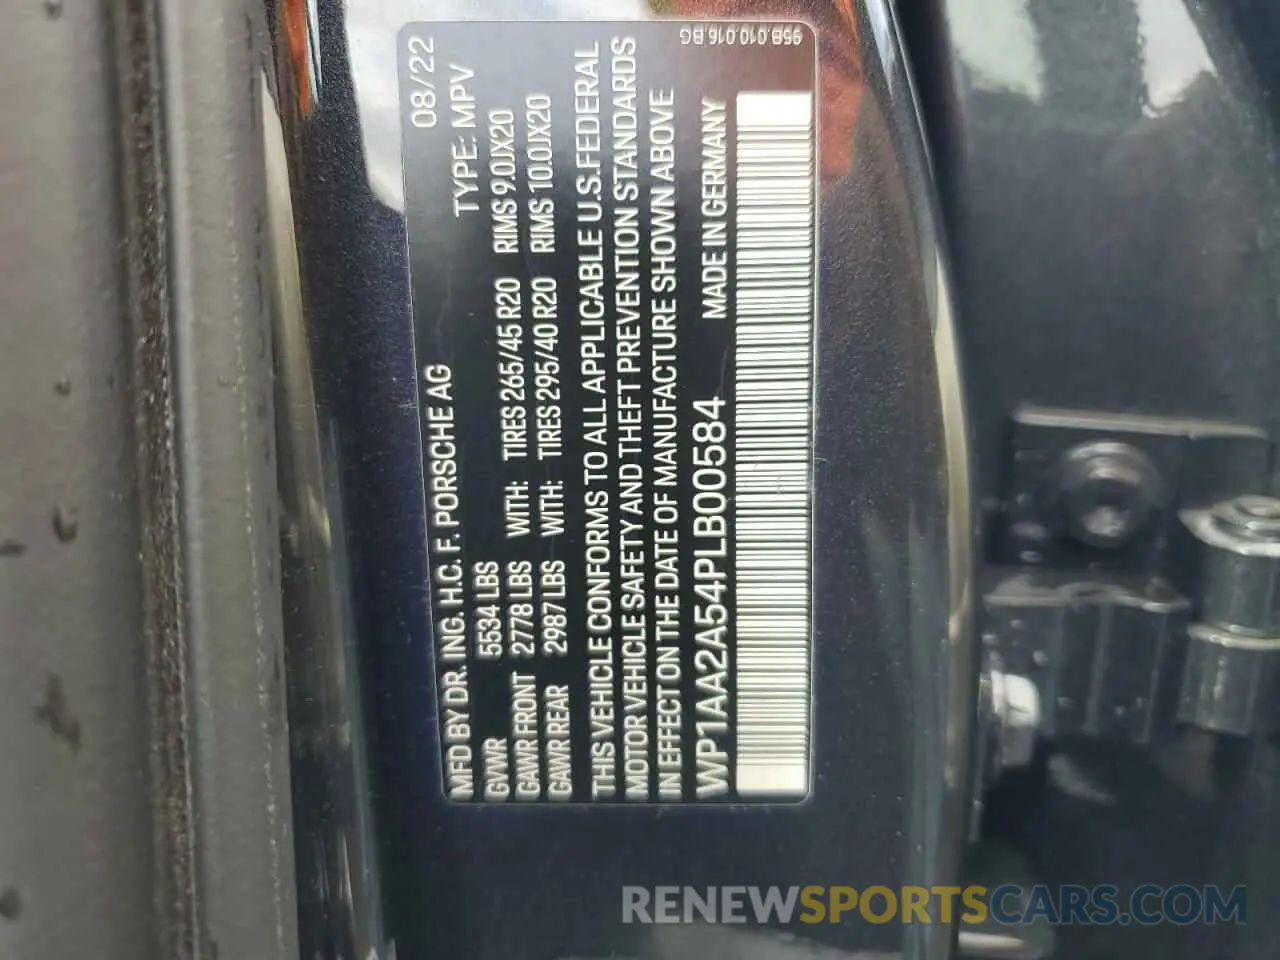 MFD BY DR. ING. H.C. F. PORSCHE AG 08/22
GVWR 5534 LBS TYPE: MPV
GAWR FRONT 2778 LBS WITH: TIRES 265/45 R20 RIMS 9.0JX20
GAWR REAR 2987 LBS WITH: TIRES 295/40 R20 RIMS 10.0JX20
THIS VEHICLE CONFORMS TO ALL APPLICABLE U.S.FEDERAL
MOTOR VEHICLE SAFETY AND THEFT PREVENTION STANDARDS
IN EFFECT ON THE DATE OF MANUFACTURE SHOWN ABOVE
WP1AA2A54PLB00584 MADE IN GERMANY
95B.010.016.BG
RENEWSPORTSCARS.COM